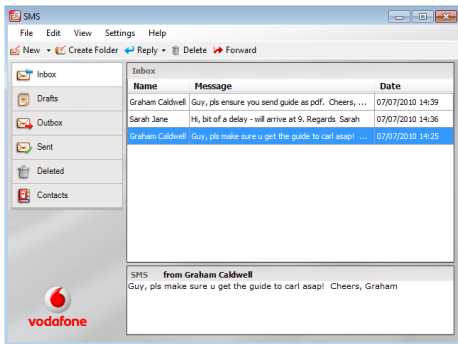 SMS
File Edit View Settings Help
New Create Folder Reply Delete Forward
Inbox
Drafts
Outbox
Sent
Deleted
Contacts
vodafone
Inbox
Name Message Date
Graham Caldwell Guy, pls ensure you send guide as pdf. Cheers, ... 07/07/2010 14:39
Sarah Jane Hi, bit of a delay - will arrive at 9. Regards Sarah 07/07/2010 14:36
Graham Caldwell Guy, pls make sure u get the guide to carl asap! ... 07/07/2010 14:25
SMS from Graham Caldwell
Guy, pls make sure u get the guide to carl asap! Cheers, Graham